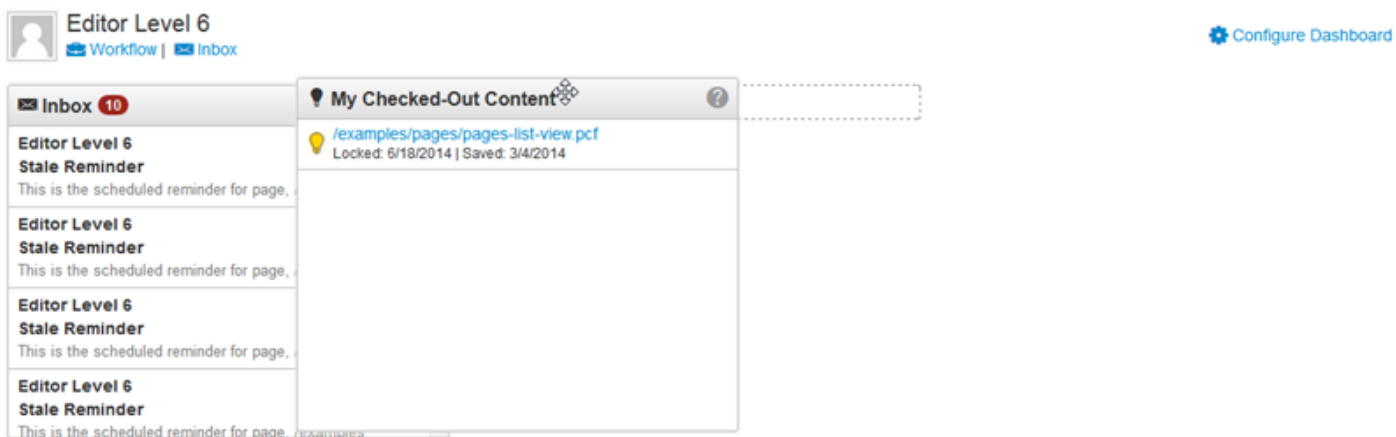 Editor Level 6
Workflow | Inbox
Configure Dashboard
Inbox 10
Editor Level 6
Stale Reminder
This is the scheduled reminder for page,
Editor Level 6
Stale Reminder
This is the scheduled reminder for page,
Editor Level 6
Stale Reminder
This is the scheduled reminder for page,
Editor Level 6
Stale Reminder
This is the scheduled reminder for page, /examples
My Checked-Out Content ?
/examples/pages/pages-list-view.pcf
Locked: 6/18/2014 | Saved: 3/4/2014